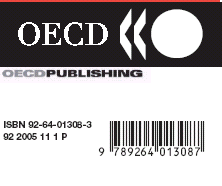 OECD
OECDPUBLISHING
ISBN 92-64-01308-3
92 2005 11 1 P
9 789264 013087